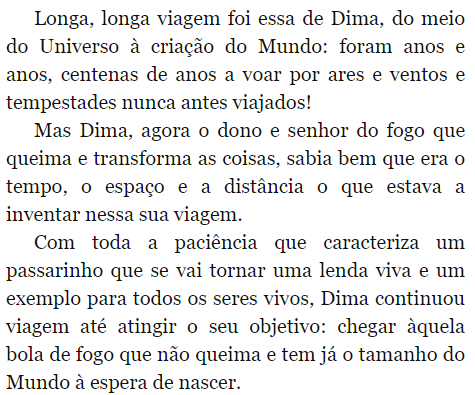 Longa, longa viagem foi essa de Dima, do meio
do Universo à criação do Mundo: foram anos e
anos, centenas de anos a voar por ares e ventos e
tempestades nunca antes viajados!
Mas Dima, agora o dono e senhor do fogo que
queima e transforma as coisas, sabia bem que era o
tempo, o espaço e a distância o que estava a
inventar nessa sua viagem.
Com toda a paciência que caracteriza um
passarinho que se vai tornar uma lenda viva e um
exemplo para todos os seres vivos, Dima continuou
viagem até atingir o seu objetivo: chegar àquela
bola de fogo que não queima e tem já o tamanho do
Mundo à espera de nascer.